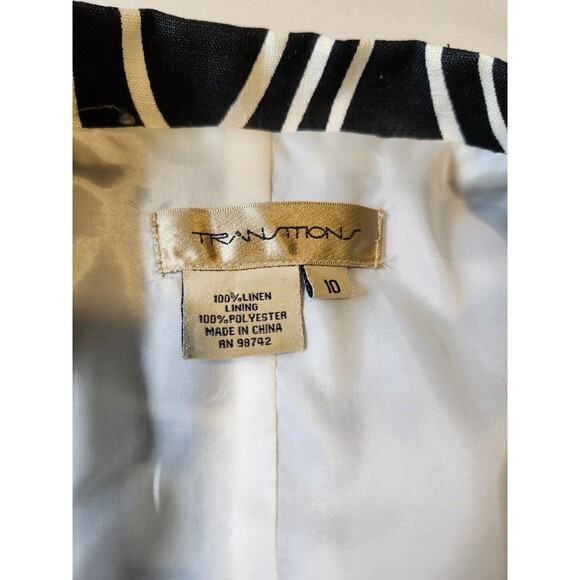 TRANSITIONS
10
100%LINEN
LINING
100%POLYESTER
MADE IN CHINA
RN 98742